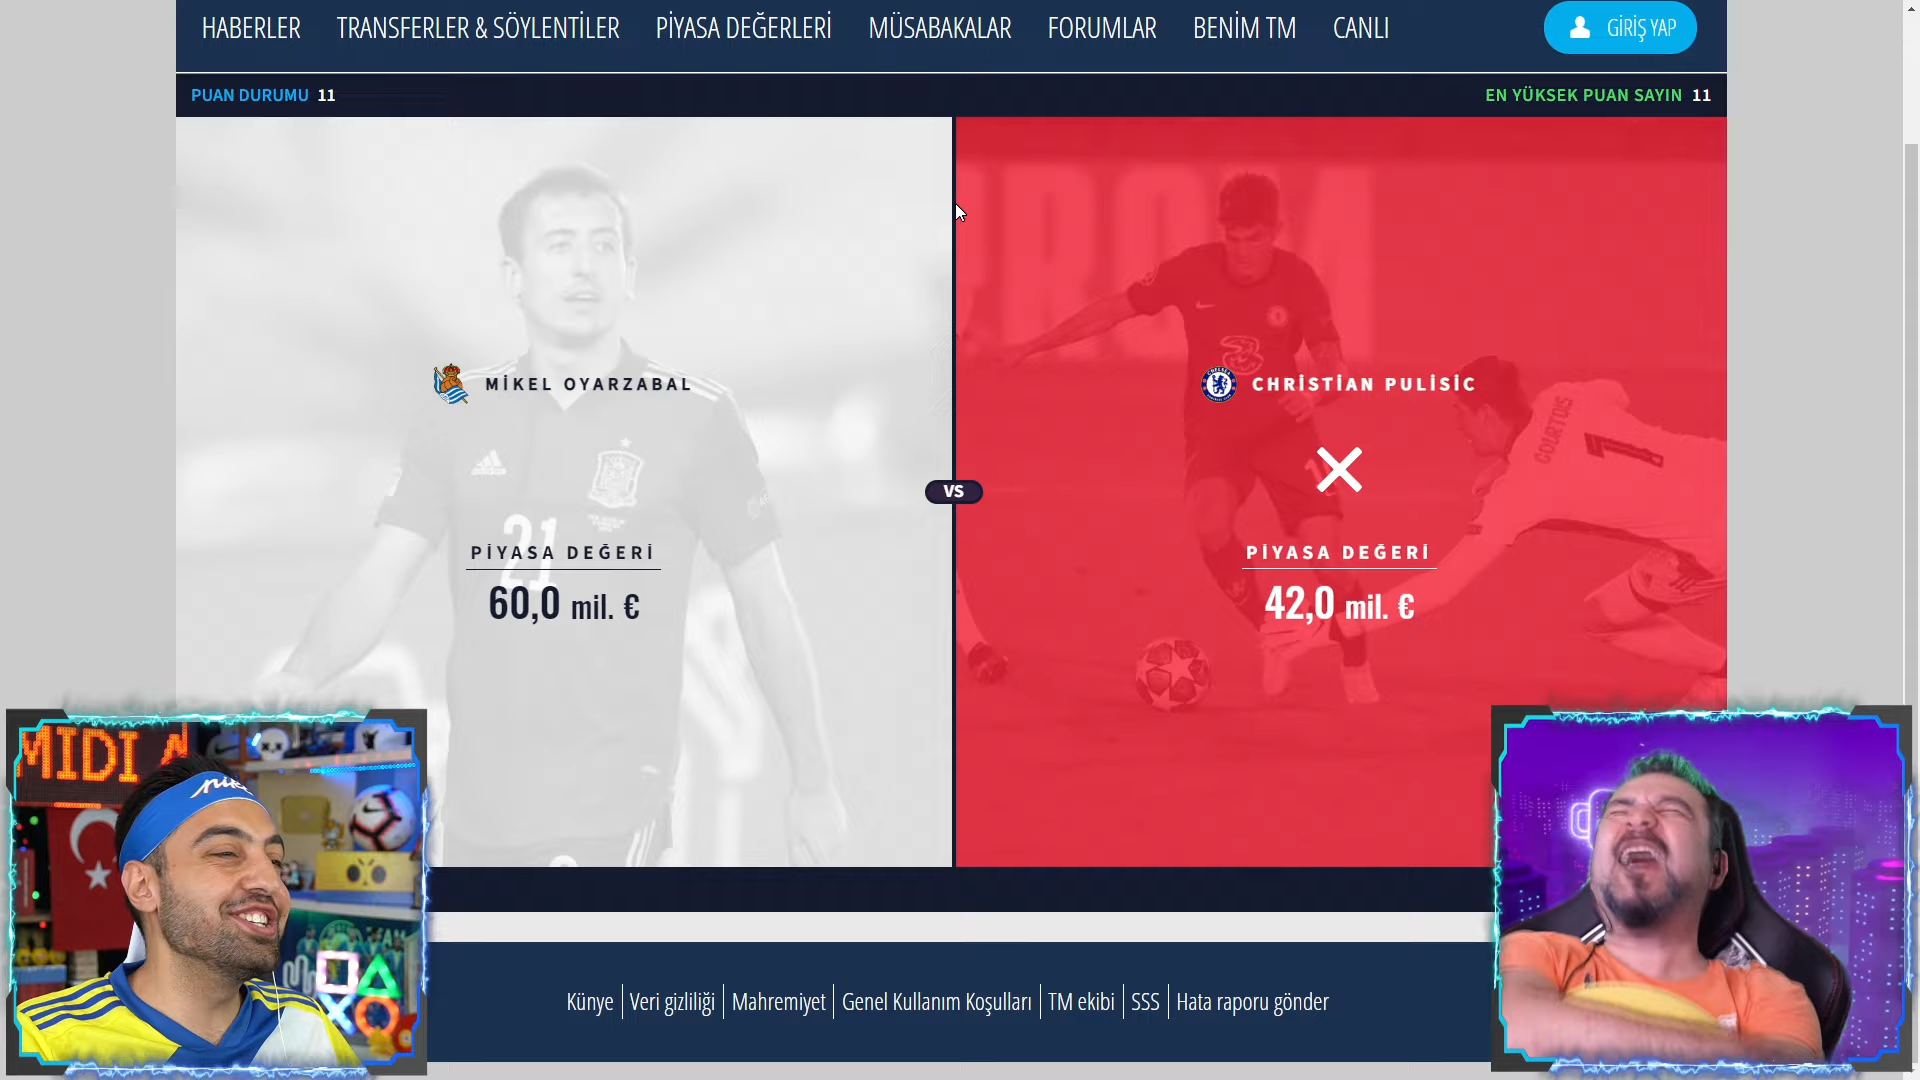 HABERLER TRANSFERLER & SÖYLENTİLER PİYASA DEĞERLERİ MÜSABAKALAR FORUMLAR BENİM TM CANLI GİRİŞ YAP
PUAN DURUMU 11
EN YÜKSEK PUAN SAYIN 11
MİKEL OYARZABAL
21
PİYASA DEĞERİ
60,0 mil. €
VS
CHRİSTİAN PULİSİC
COURTOIS
1
PİYASA DEĞERİ
42,0 mil. €
MIDI A
Künye Veri gizliliği Mahremiyet Genel Kullanım Koşulları TM ekibi SSS Hata raporu gönder